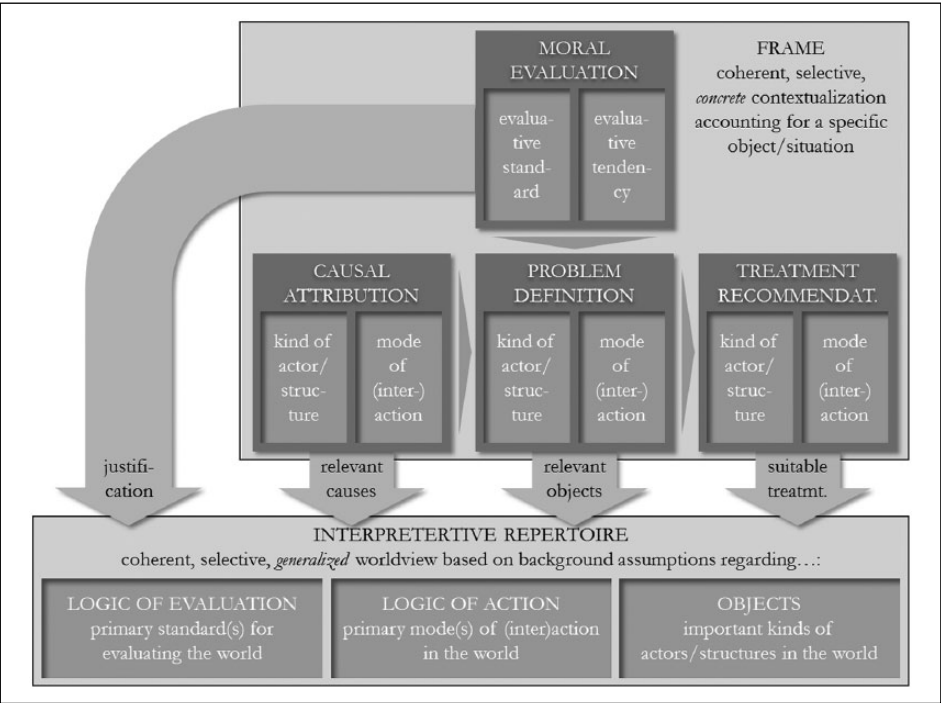 MORAL
EVALUATION
evalua-
tive
stand-
ard
evalua-
tive
tenden-
cy
FRAME
coherent, selective,
concrete contextualization
accounting for a specific
object/situation
CAUSAL
ATTRIBUTION
kind of
actor/
struc-
ture
mode
of
(inter-)
action
PROBLEM
DEFINITION
kind of
actor/
struc-
ture
mode
of
(inter-)
action
TREATMENT
RECOMMENDAT.
kind of
actor/
struc-
ture
mode
of
(inter-)
action
justifi-
cation
relevant
causes
relevant
objects
suitable
treatmt.
INTERPRETERTIVE REPERTOIRE
coherent, selective, generalized worldview based on background assumptions regarding…:
LOGIC OF EVALUATION
primary standard(s) for
evaluating the world
LOGIC OF ACTION
primary mode(s) of (inter)action
in the world
OBJECTS
important kinds of
actors/structures in the world